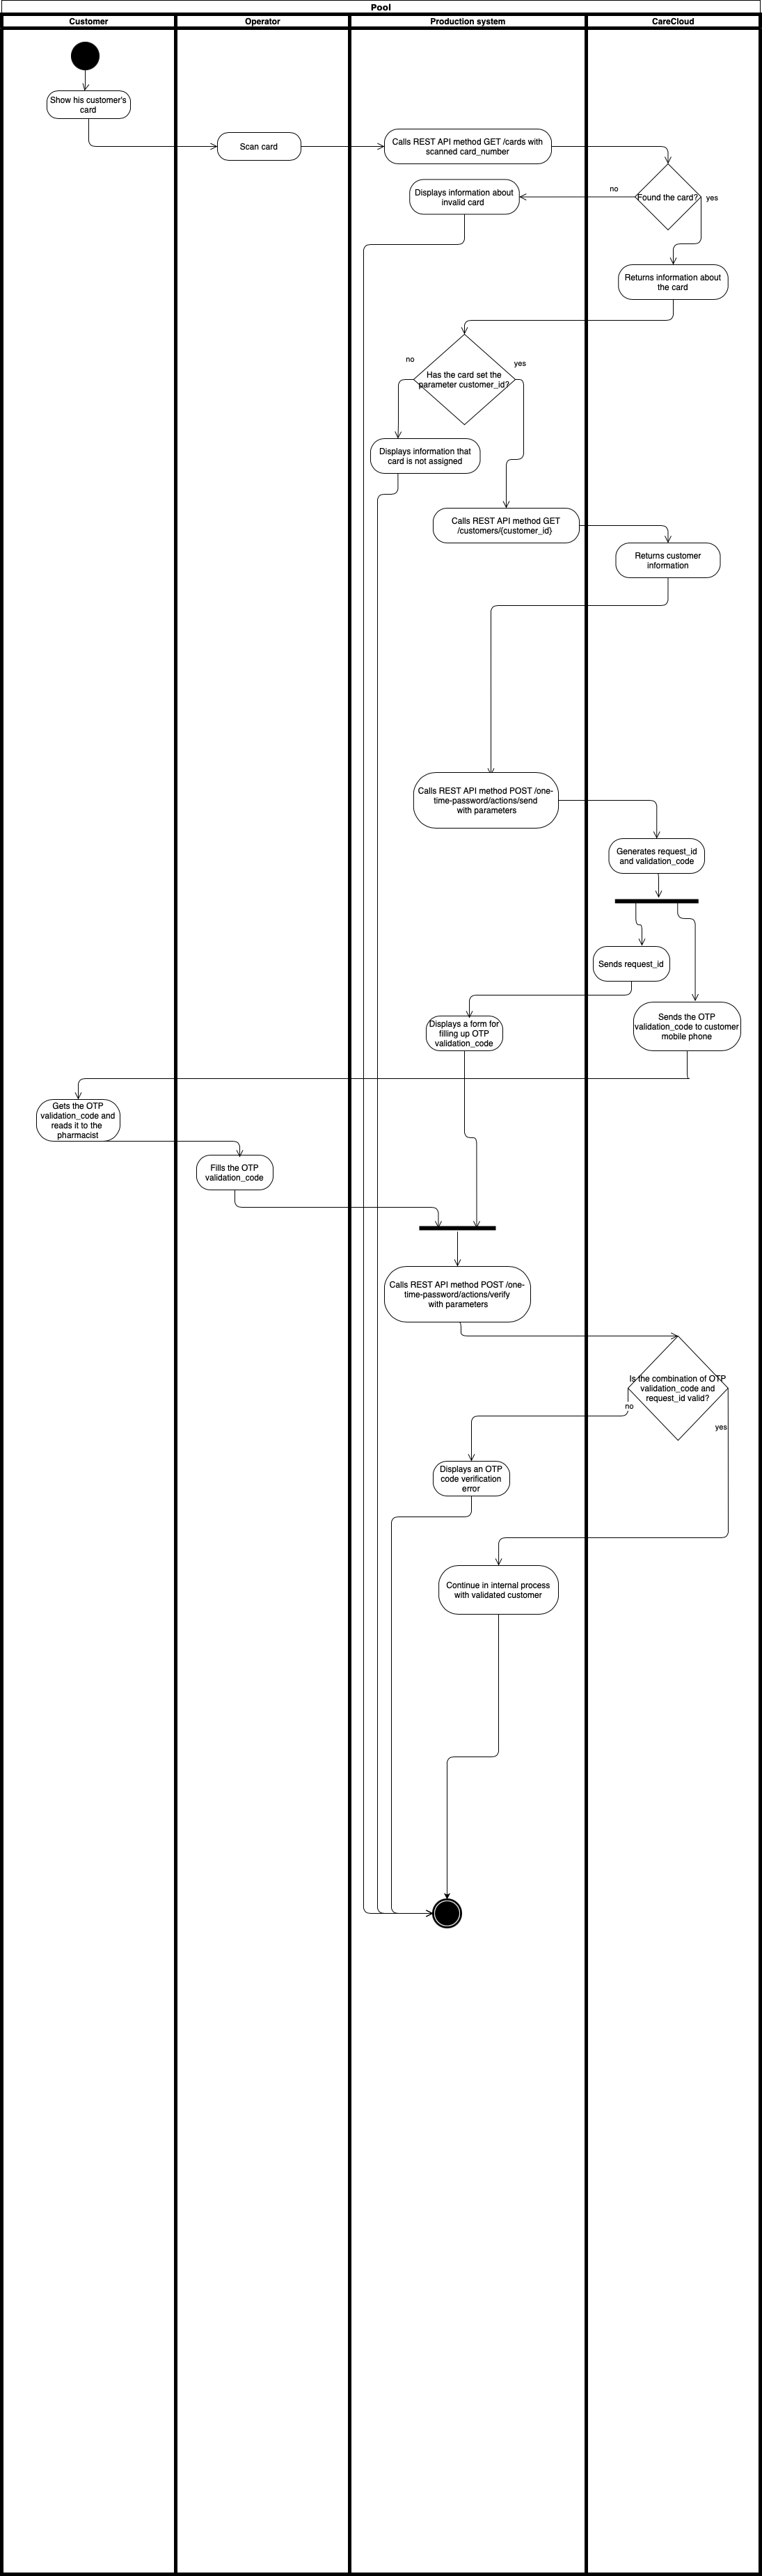 Pool
Customer
Operator
Production system
CareCloud
Show his customer's
card
Scan card
Calls REST API method GET /cards with
scanned card_number
Found the card?
no
yes
Displays information about
invalid card
Returns information about
the card
Has the card set the
parameter customer_id?
no
yes
Displays information that
card is not assigned
Calls REST API method GET
/customers/{customer_id}
Returns customer
information
Calls REST API method POST /one-
time-password/actions/send
with parameters
Generates request_id
and validation_code
Sends request_id
Sends the OTP
validation_code to customer
mobile phone
Displays a form for
filling up OTP
validation_code
Gets the OTP
validation_code and
reads it to the
pharmacist
Fills the OTP
validation_code
Calls REST API method POST /one-
time-password/actions/verify
with parameters
Is the combination of OTP
validation_code and
request_id valid?
no
yes
Displays an OTP
code verification
error
Continue in internal process
with validated customer